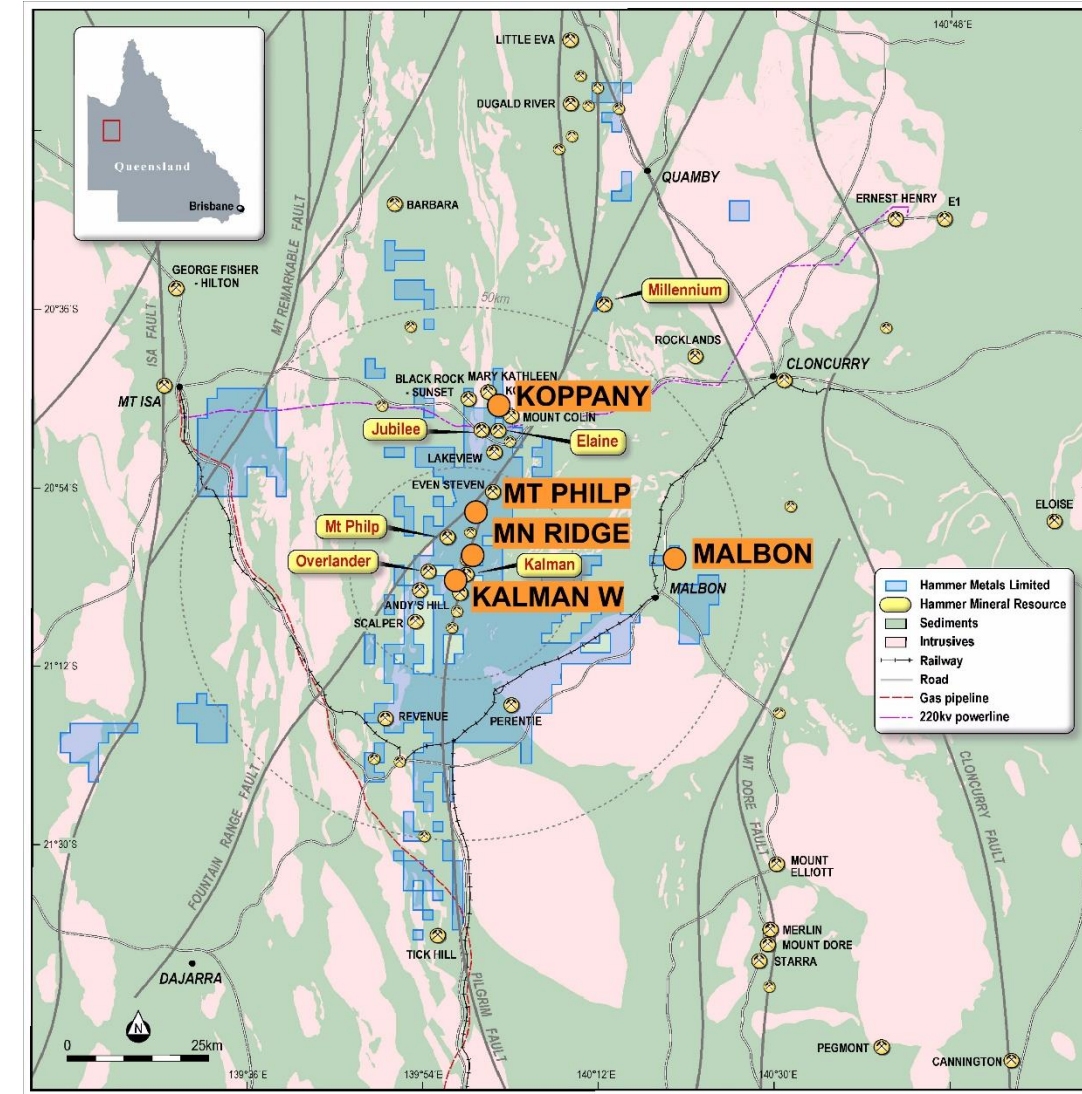 140°48´E
LITTLE EVA
DUGALD RIVER
Queensland
Brisbane
QUAMBY
BARBARA
ERNEST HENRY
E1
MT REMARKABLE FAULT
GEORGE FISHER
- HILTON
Millennium
50km
20°36´S
ISA FAULT
ROCKLANDS
CLONCURRY
MT ISA
BLACK ROCK
- SUNSET
MARY KATHLEEN
KOPPANY
MOUNT COLIN
Jubilee
Elaine
LAKEVIEW
20°54´S
EVEN STEVEN
MT PHILP
ELOISE
Mt Philp
MN RIDGE
MALBON
Overlander
Kalman
KALMAN W
MALBON
ANDY'S HILL
SCALPER
Hammer Metals Limited
Hammer Mineral Resource
Sediments
Intrusives
Railway
Road
Gas pipeline
220kv powerline
21°12´S
REVENUE
PERENTIE
FOUNTAIN RANGE FAULT
MT DORE FAULT
CLONCURRY FAULT
21°30´S
MOUNT
ELLIOTT
MERLIN
MOUNT DORE
STARRA
TICK HILL
DAJARRA
PILGRIM FAULT
N
0 25km
PEGMONT
CANNINGTON
139°36´E
139°54´E
140°12´E
140°30´E